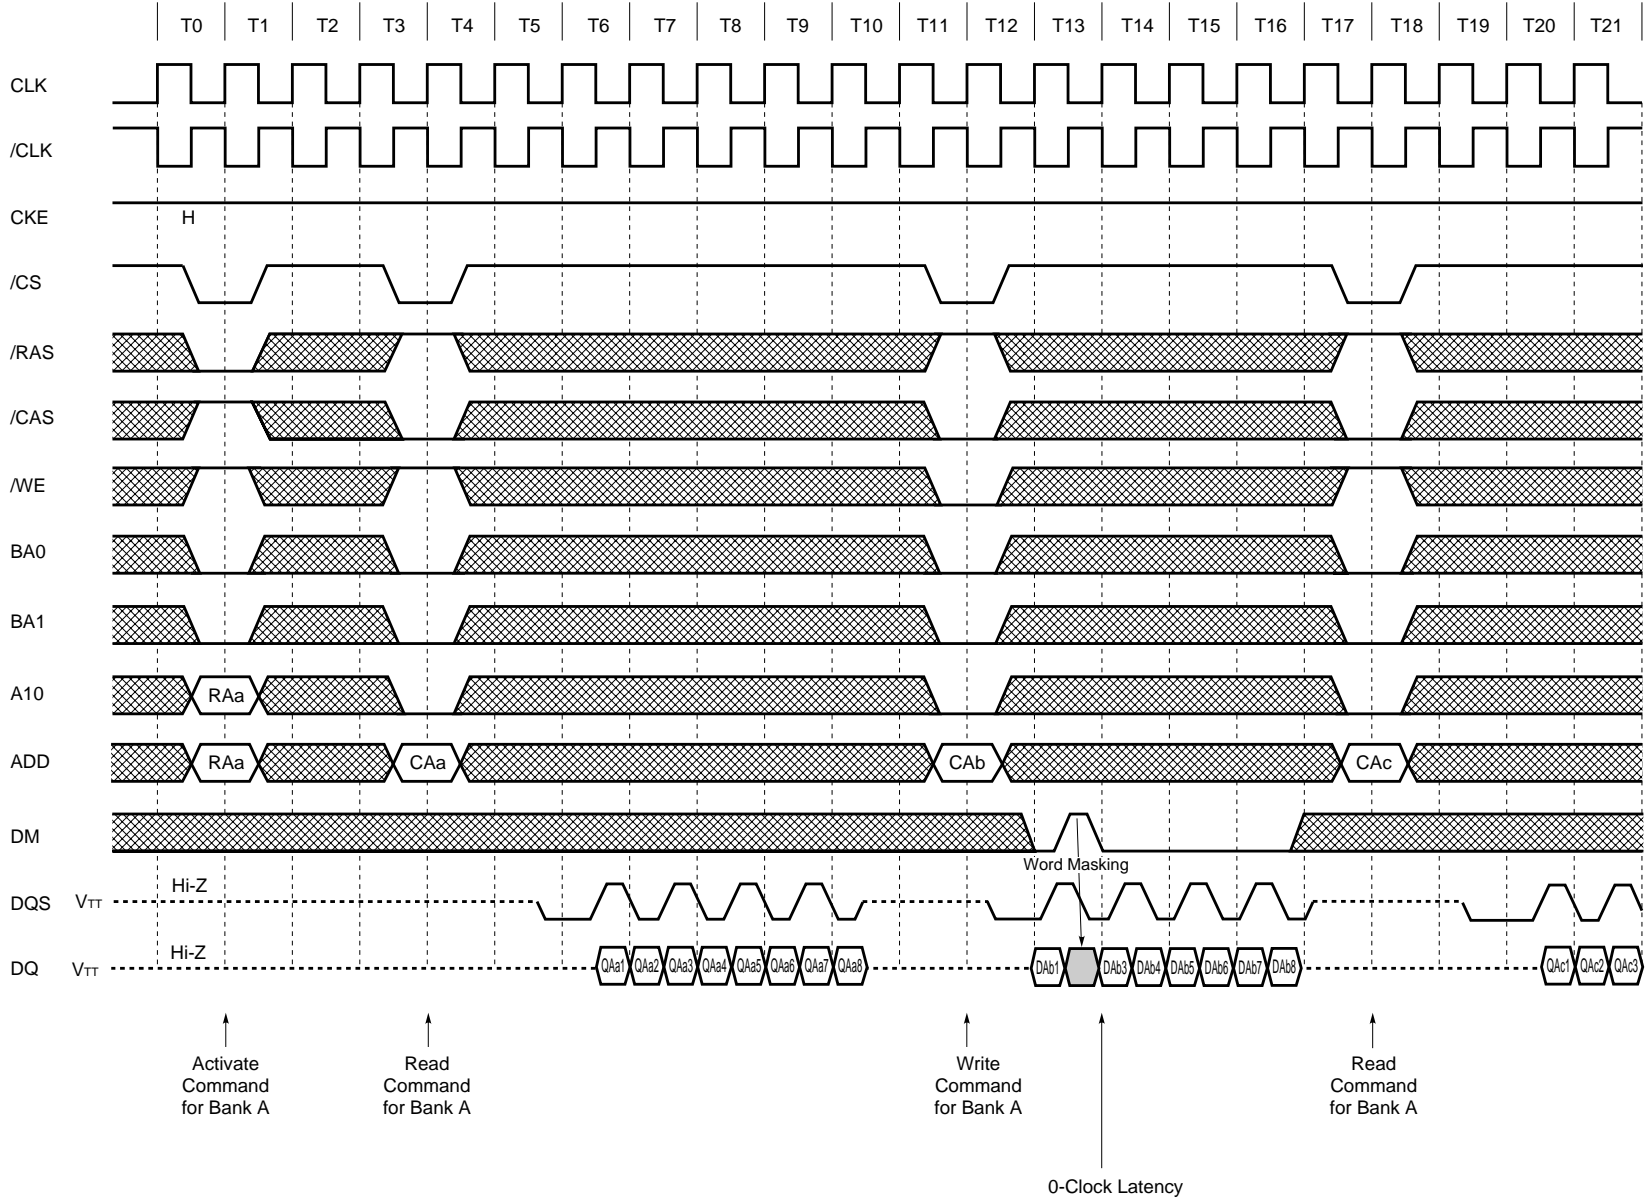 T0 T1 T2 T3 T4 T5 T6 T7 T8 T9 T10 T11 T12 T13 T14 T15 T16 T17 T18 T19 T20 T21
CLK
/CLK
CKE H
/CS
/RAS
/CAS
/WE
BA0
BA1
A10 RAa
ADD RAa CAa CAb CAc
DM
Word Masking
DQS VTT Hi-Z
DQ VTT Hi-Z QAa1 QAa2 QAa3 QAa4 QAa5 QAa6 QAa7 QAa8 DAb1 DAb3 DAb4 DAb5 DAb6 DAb7 DAb8 QAc1 QAc2 QAc3
Activate
Command
for Bank A
Read
Command
for Bank A
Write
Command
for Bank A
Read
Command
for Bank A
0-Clock Latency